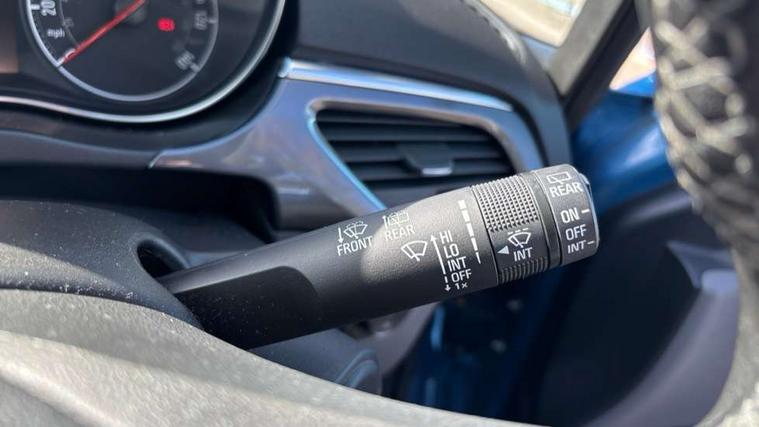 20
mph
FRONT
REAR
HI
LO
INT
OFF
1x
INT
REAR
ON
OFF
INT